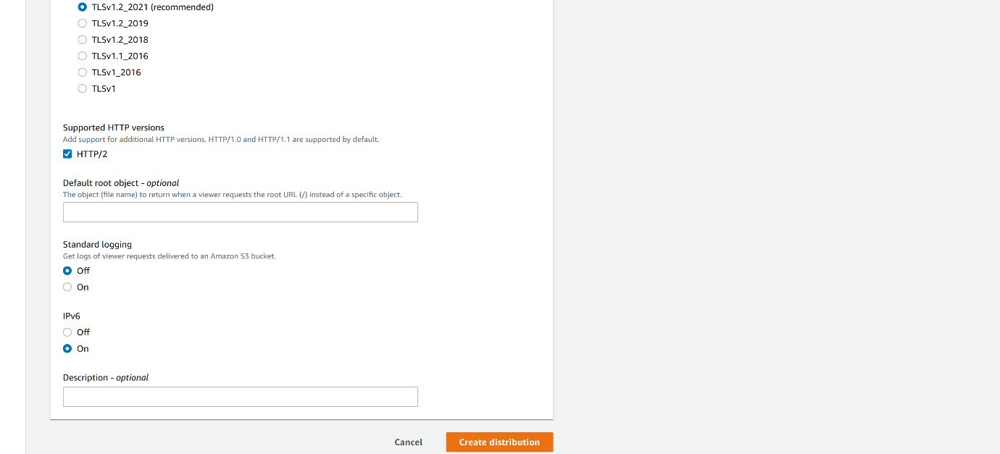 TLSv1.2_2021 (recommended)
TLSv1.2_2019
TLSv1.2_2018
TLSv1.1_2016
TLSv1_2016
TLSv1
Supported HTTP versions
Add support for additional HTTP versions. HTTP/1.0 and HTTP/1.1 are supported by default.
HTTP/2
Default root object - optional
The object (file name) to return when a viewer requests the root URL (/) instead of a specific object.
Standard logging
Get logs of viewer requests delivered to an Amazon S3 bucket.
Off
On
IPv6
Off
On
Description - optional
Cancel
Create distribution